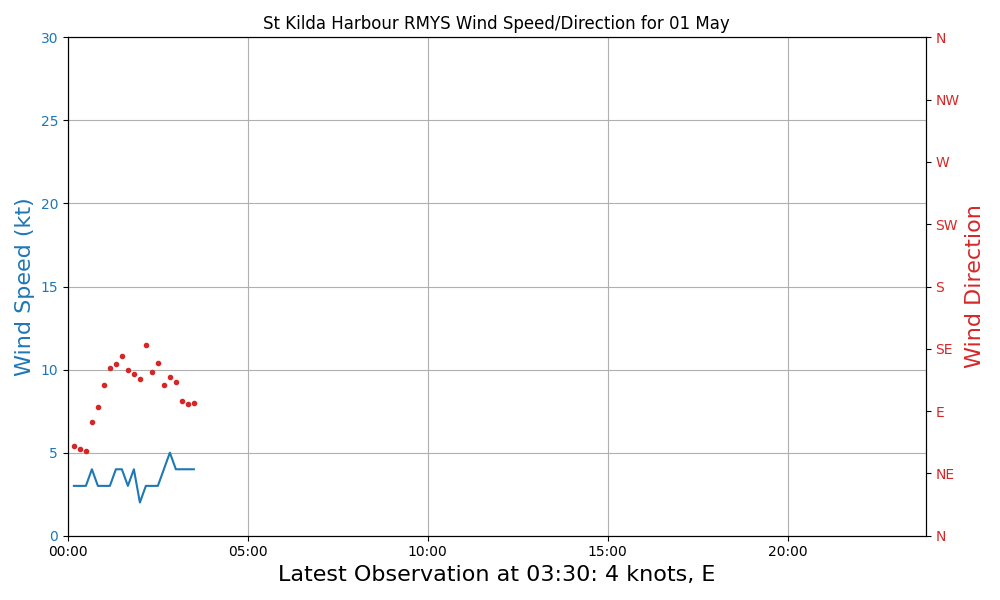 St Kilda Harbour RMYS Wind Speed/Direction for 01 May
30
25
20
15
10
5
0
Wind Speed (kt)
N
NW
W
SW
S
SE
E
NE
N
Wind Direction
00:00 05:00 10:00 15:00 20:00
Latest Observation at 03:30: 4 knots, E